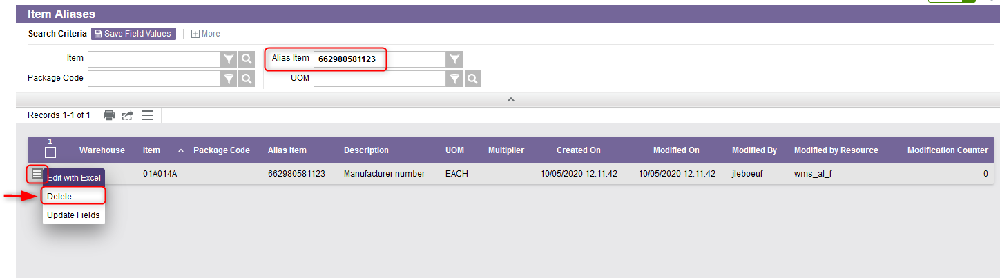 Item Aliases
Search Criteria Save Field Values More
Item Alias Item 662980581123
Package Code UOM
Records 1-1 of 1
1
Warehouse Item Package Code Alias Item Description UOM Multiplier Created On Modified On Modified By Modified by Resource Modification Counter
01A014A 662980581123 Manufacturer number EACH 10/05/2020 12:11:42 10/05/2020 12:11:42 jleboeuf wms_al_f 0
Edit with Excel
Delete
Update Fields